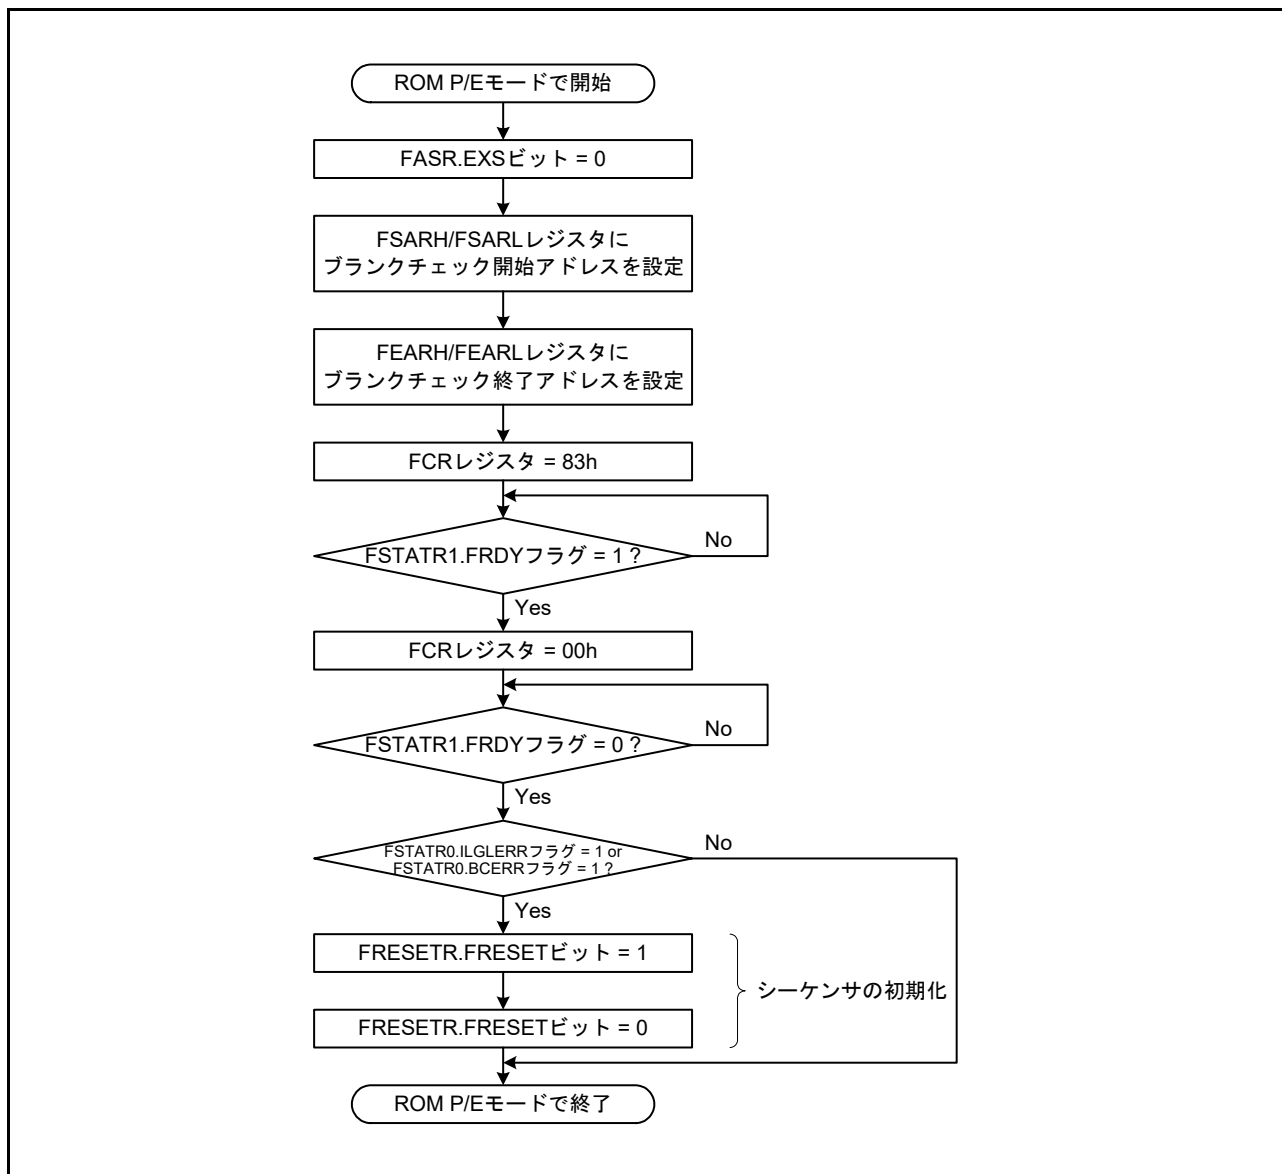 ROM P/Eモードで開始
FASR.EXSビット = 0
FSARH/FSARLレジスタに
ブランクチェック開始アドレスを設定
FEARH/FEARLレジスタに
ブランクチェック終了アドレスを設定
FCRレジスタ = 83h
FSTATR1.FRDYフラグ = 1 ?
No
Yes
FCRレジスタ = 00h
FSTATR1.FRDYフラグ = 0 ?
No
Yes
FSTATR0.ILGLERRフラグ = 1 or
FSTATR0.BCERRフラグ = 1 ?
No
Yes
FRESETR.FRESETビット = 1
シーケンサの初期化
FRESETR.FRESETビット = 0
ROM P/Eモードで終了